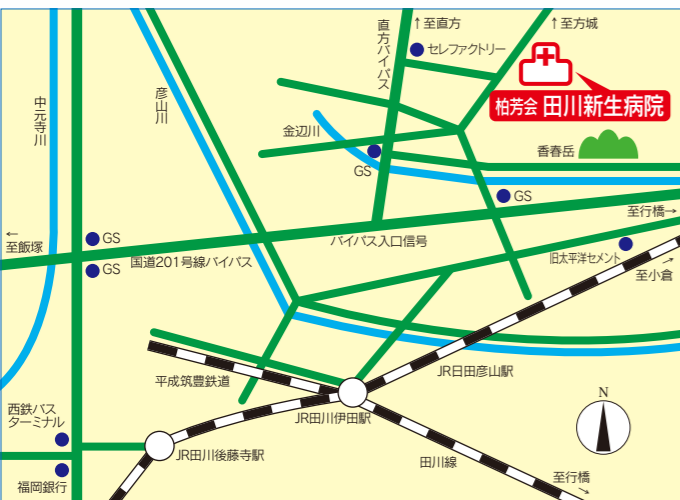 ↑至直方
↑至方城
セレファクトリー
直方バイパス
柏芳会 田川新生病院
中元寺川
彦山川
金辺川
GS
香春岳
GS
至行橋→
←
至飯塚
GS
GS
国道201号線バイパス
バイパス入口信号
旧太平洋セメント
→
至小倉
JR日田彦山駅
平成筑豊鉄道
N
JR田川伊田駅
西鉄バス
ターミナル
JR田川後藤寺駅
田川線
福岡銀行
至行橋
→